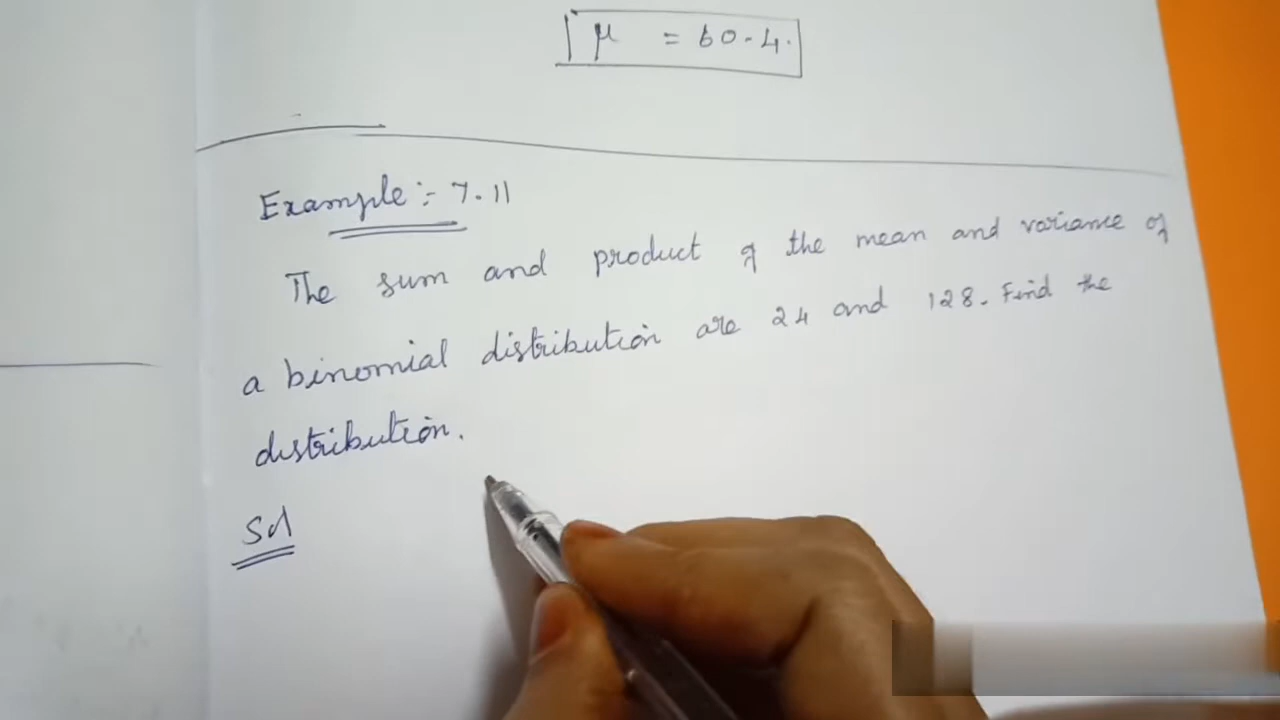 μ = 60.4.
Example :- 7.11
The sum and product of the mean and variance of
a binomial distribution are 24 and 128. Find the
distribution.
Sol